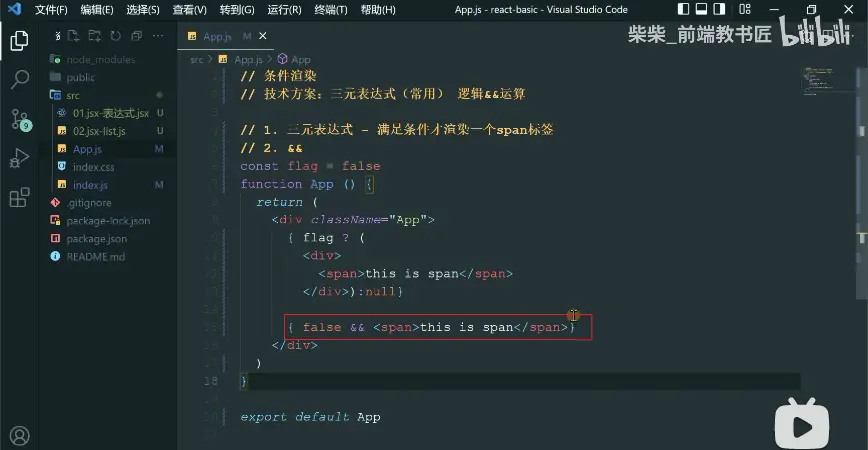 文件(F) 编辑(E) 选择(S) 查看(V) 转到(G) 运行(R) 终端(T) 帮助(H) App.js - react-basic - Visual Studio Code
柴柴_前端教书匠 bilibili
App.js M
src > App.js > App
node_modules
public
src
01.jsx-表达式.jsx U
02.jsx-list.js U
App.js M
index.css
index.js M
.gitignore
package-lock.json
package.json
README.md
9
// 条件渲染
// 技术方案: 三元表达式（常用） 逻辑&&运算
// 1. 三元表达式 - 满足条件才渲染一个span标签
// 2. &&
const flag = false
function App () {
return (
<div className="App">
{ flag ? (
<div>
<span>this is span</span>
</div>):null}
{ false && <span>this is span</span>}
</div>
)
18 }
export default App